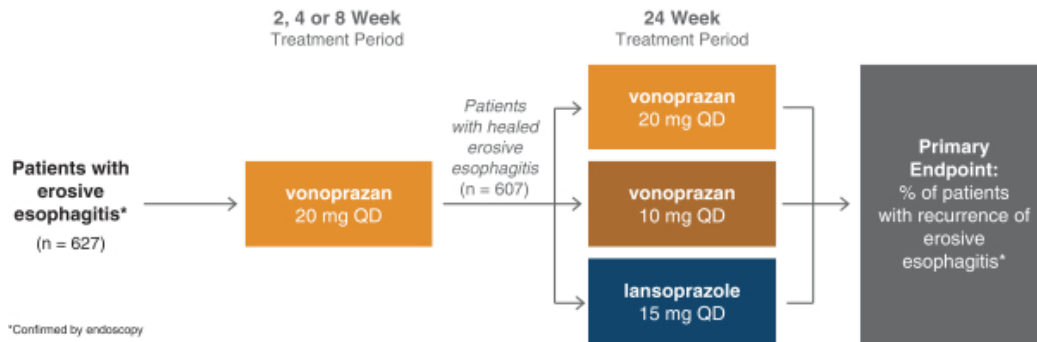 2, 4 or 8 Week
Treatment Period
24 Week
Treatment Period
Patients with
erosive
esophagitis*
(n = 627)
vonoprazan
20 mg QD
Patients
with healed
erosive
esophagitis
(n = 607)
vonoprazan
20 mg QD
vonoprazan
10 mg QD
lansoprazole
15 mg QD
Primary
Endpoint:
% of patients
with recurrence of
erosive
esophagitis*
*Confirmed by endoscopy